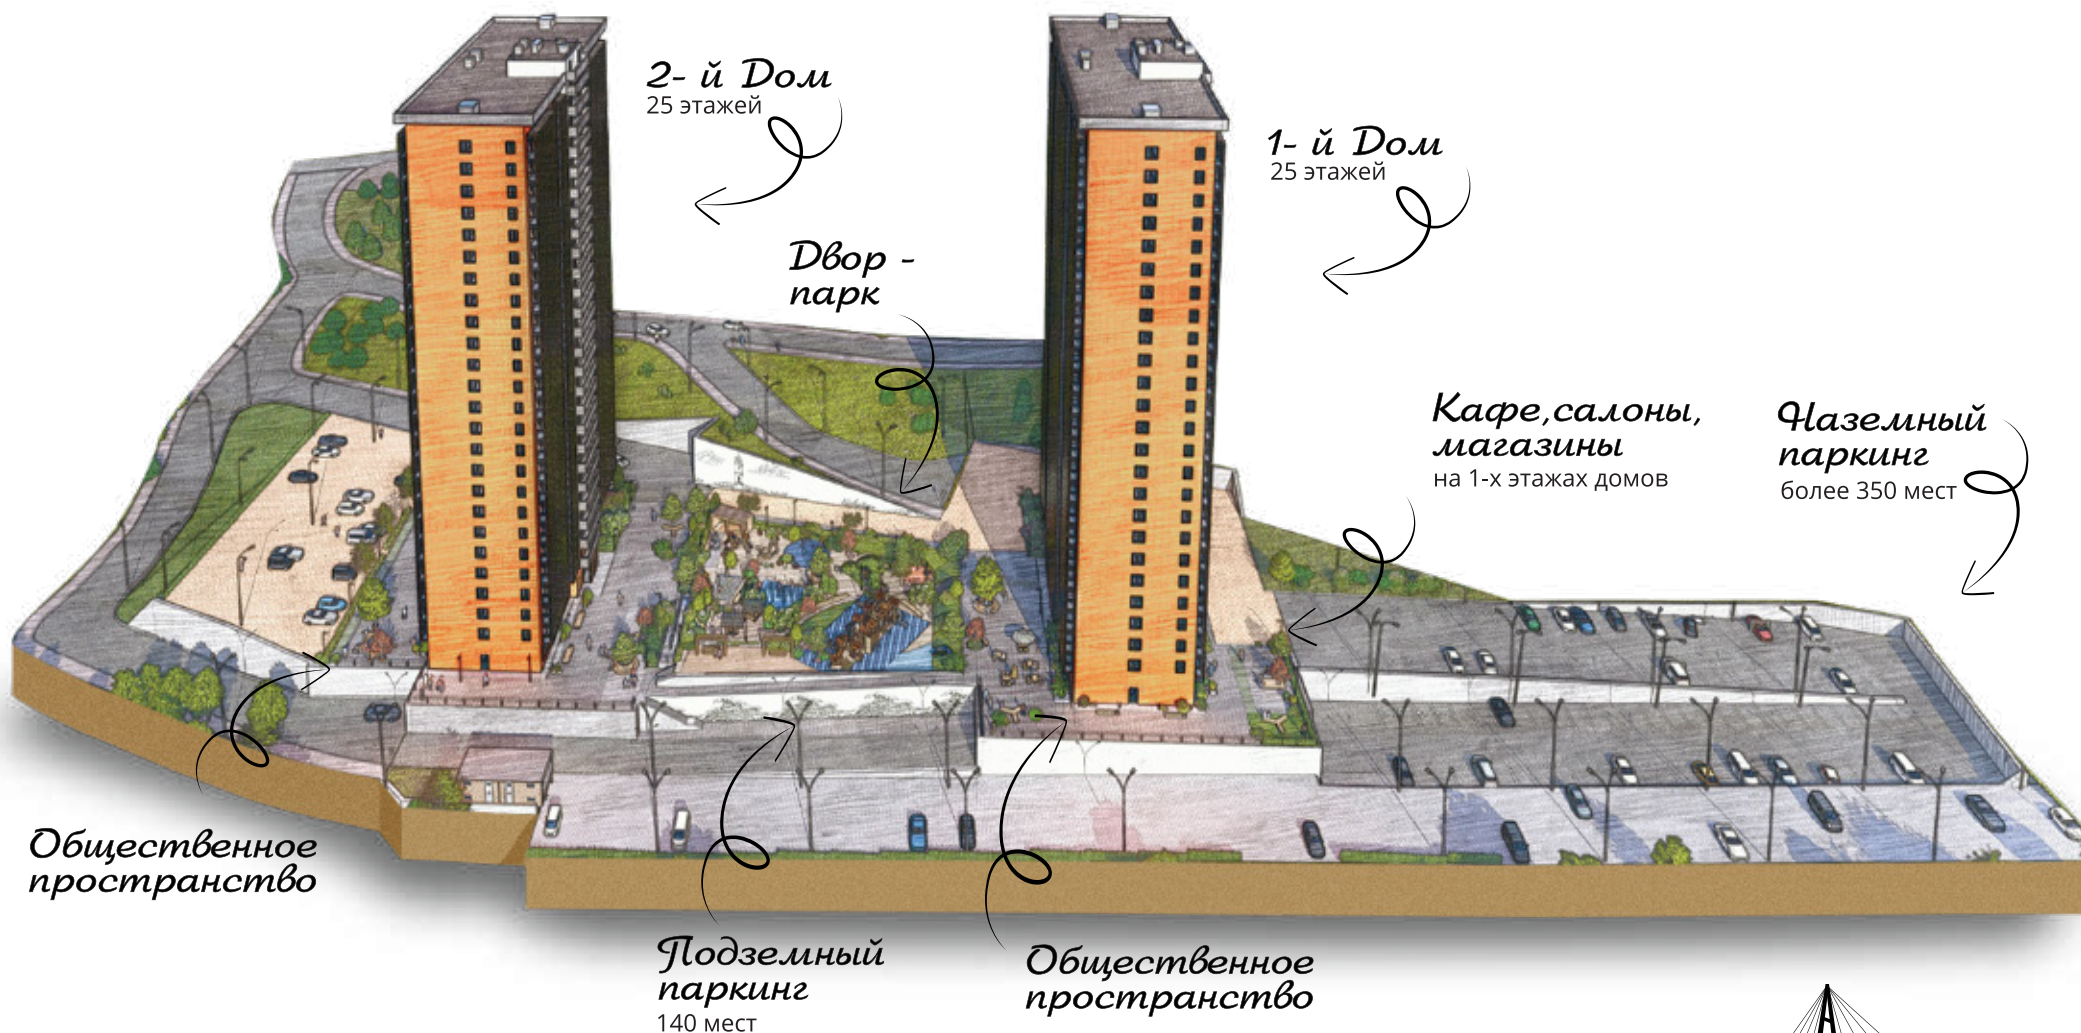 2- й Дом
25 этажей
1- й Дом
25 этажей
Двор -
парк
Кафе,салоны,
магазины
на 1-х этажах домов
Наземный
паркинг
более 350 мест
Общественное
пространство
Подземный
паркинг
140 мест
Общественное
пространство